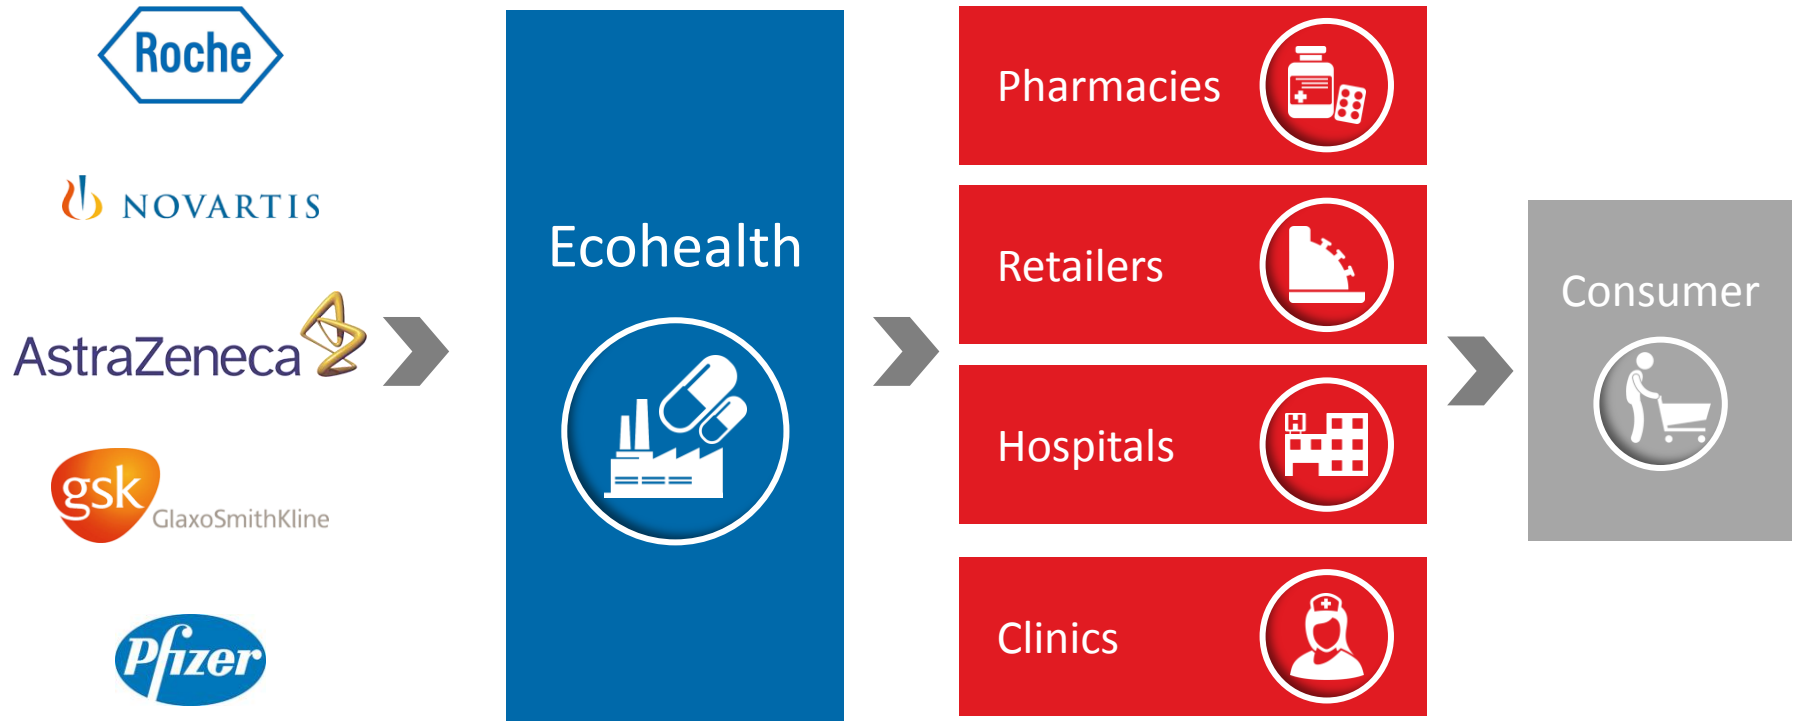 Roche
NOVARTIS
AstraZeneca
gsk
GlaxoSmithKline
Pfizer
Ecohealth
Pharmacies
Retailers
H
Hospitals
Clinics
Consumer